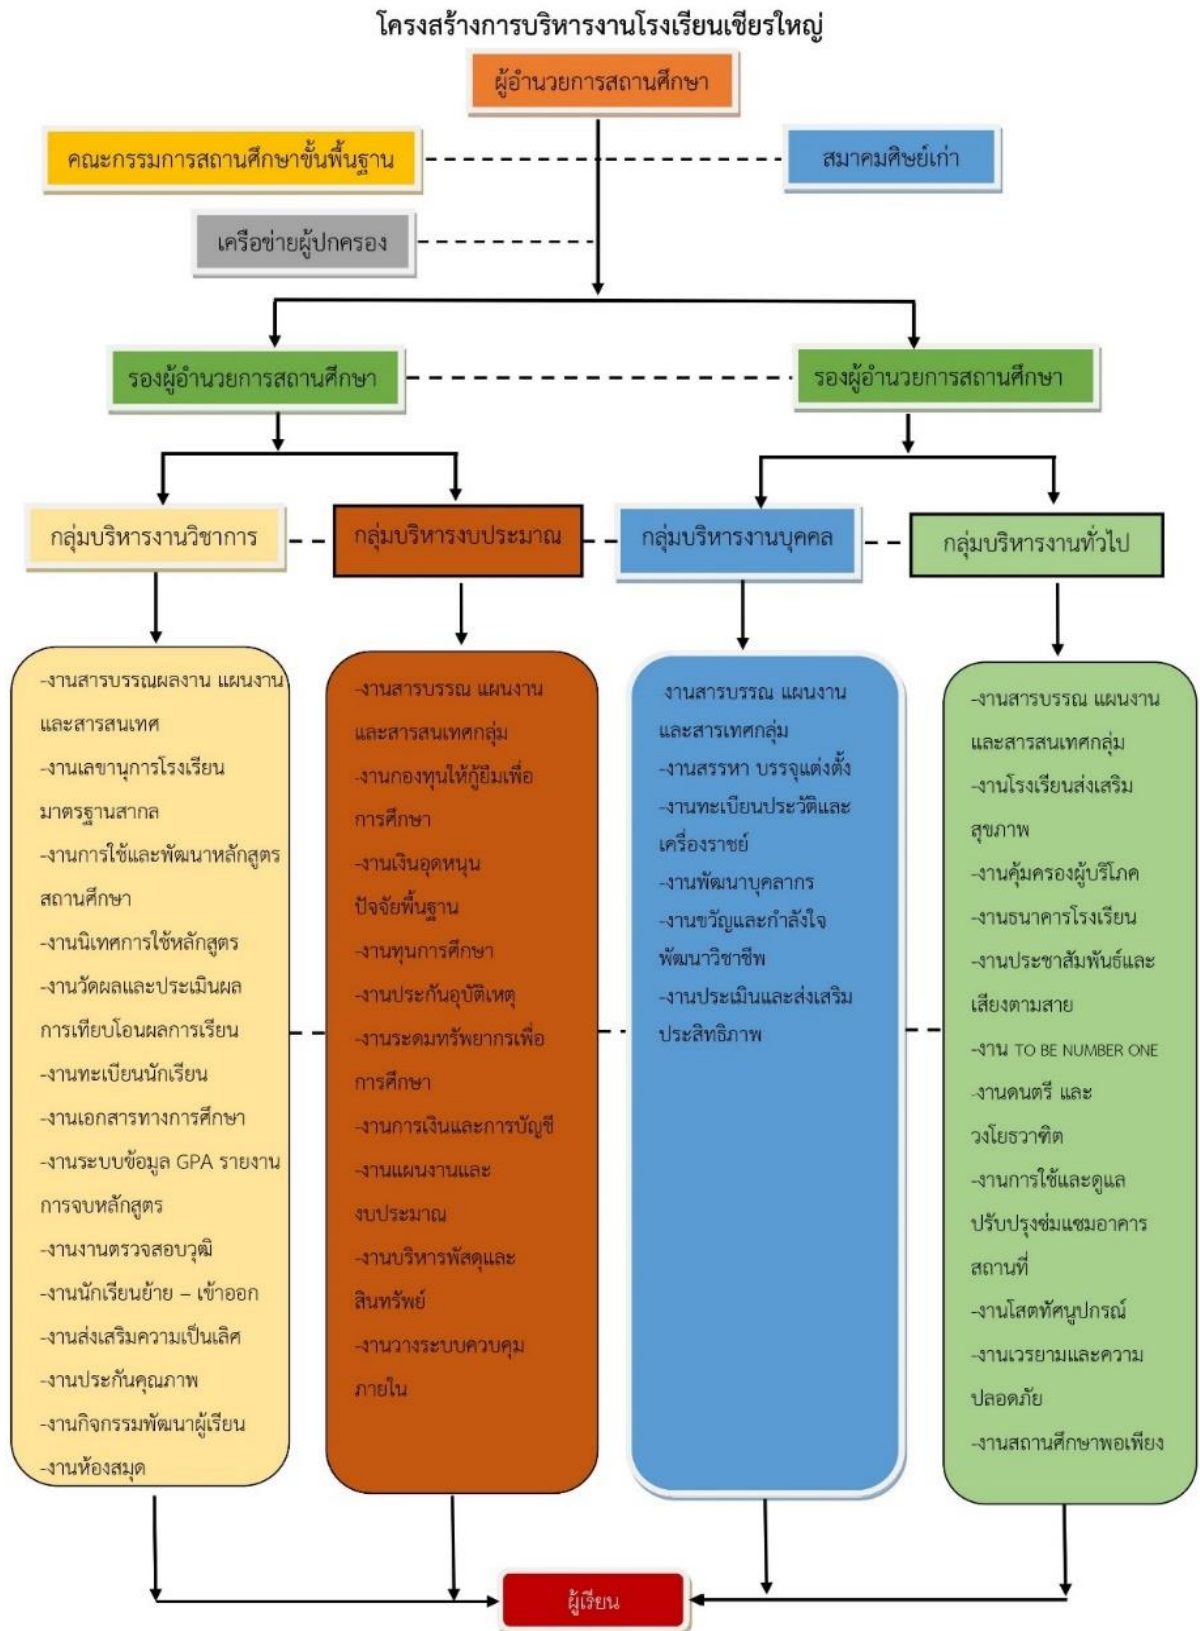 โครงสร้างการบริหารงานโรงเรียนเชียรใหญ่
ผู้อำนวยการสถานศึกษา
คณะกรรมการสถานศึกษาขั้นพื้นฐาน
สมาคมศิษย์เก่า
เครือข่ายผู้ปกครอง
รองผู้อำนวยการสถานศึกษา
รองผู้อำนวยการสถานศึกษา
กลุ่มบริหารงานวิชาการ
กลุ่มบริหารงบประมาณ
กลุ่มบริหารงานบุคคล
กลุ่มบริหารงานทั่วไป
-งานสารบรรณผลงาน แผนงาน
และสารสนเทศ
-งานเลขานุการโรงเรียน
มาตรฐานสากล
-งานการใช้และพัฒนาหลักสูตร
สถานศึกษา
-งานนิเทศการใช้หลักสูตร
-งานวัดผลและประเมินผล
การเทียบโอนผลการเรียน
-งานทะเบียนนักเรียน
-งานเอกสารทางการศึกษา
-งานระบบข้อมูล GPA รายงาน
การจบหลักสูตร
-งานงานตรวจสอบวุฒิ
-งานนักเรียนย้าย – เข้าออก
-งานส่งเสริมความเป็นเลิศ
-งานประกันคุณภาพ
-งานกิจกรรมพัฒนาผู้เรียน
-งานห้องสมุด
-งานสารบรรณ แผนงาน
และสารสนเทศกลุ่ม
-งานกองทุนให้กู้ยืมเพื่อ
การศึกษา
-งานเงินอุดหนุน
ปัจจัยพื้นฐาน
-งานทุนการศึกษา
-งานประกันอุบัติเหตุ
-งานระดมทรัพยากรเพื่อ
การศึกษา
-งานการเงินและการบัญชี
-งานแผนงานและ
งบประมาณ
-งานบริหารพัสดุและ
สินทรัพย์
-งานวางระบบควบคุม
ภายใน
-งานสารบรรณ แผนงาน
และสารเทศกลุ่ม
-งานสรรหา บรรจุแต่งตั้ง
-งานทะเบียนประวัติและ
เครื่องราชย์
-งานพัฒนาบุคลากร
-งานขวัญและกำลังใจ
พัฒนาวิชาชีพ
-งานประเมินและส่งเสริม
ประสิทธิภาพ
-งานสารบรรณ แผนงาน
และสารสนเทศกลุ่ม
-งานโรงเรียนส่งเสริม
สุขภาพ
-งานคุ้มครองผู้บริโภค
-งานธนาคารโรงเรียน
-งานประชาสัมพันธ์และ
เสียงตามสาย
-งาน TO BE NUMBER ONE
-งานดนตรี และ
วงโยธวาฑิต
-งานการใช้และดูแล
ปรับปรุงซ่มแซมอาคาร
สถานที่
-งานโสตทัศนูปกรณ์
-งานเวรยามและความ
ปลอดภัย
-งานสถานศึกษาพอเพียง
ผู้เรียน